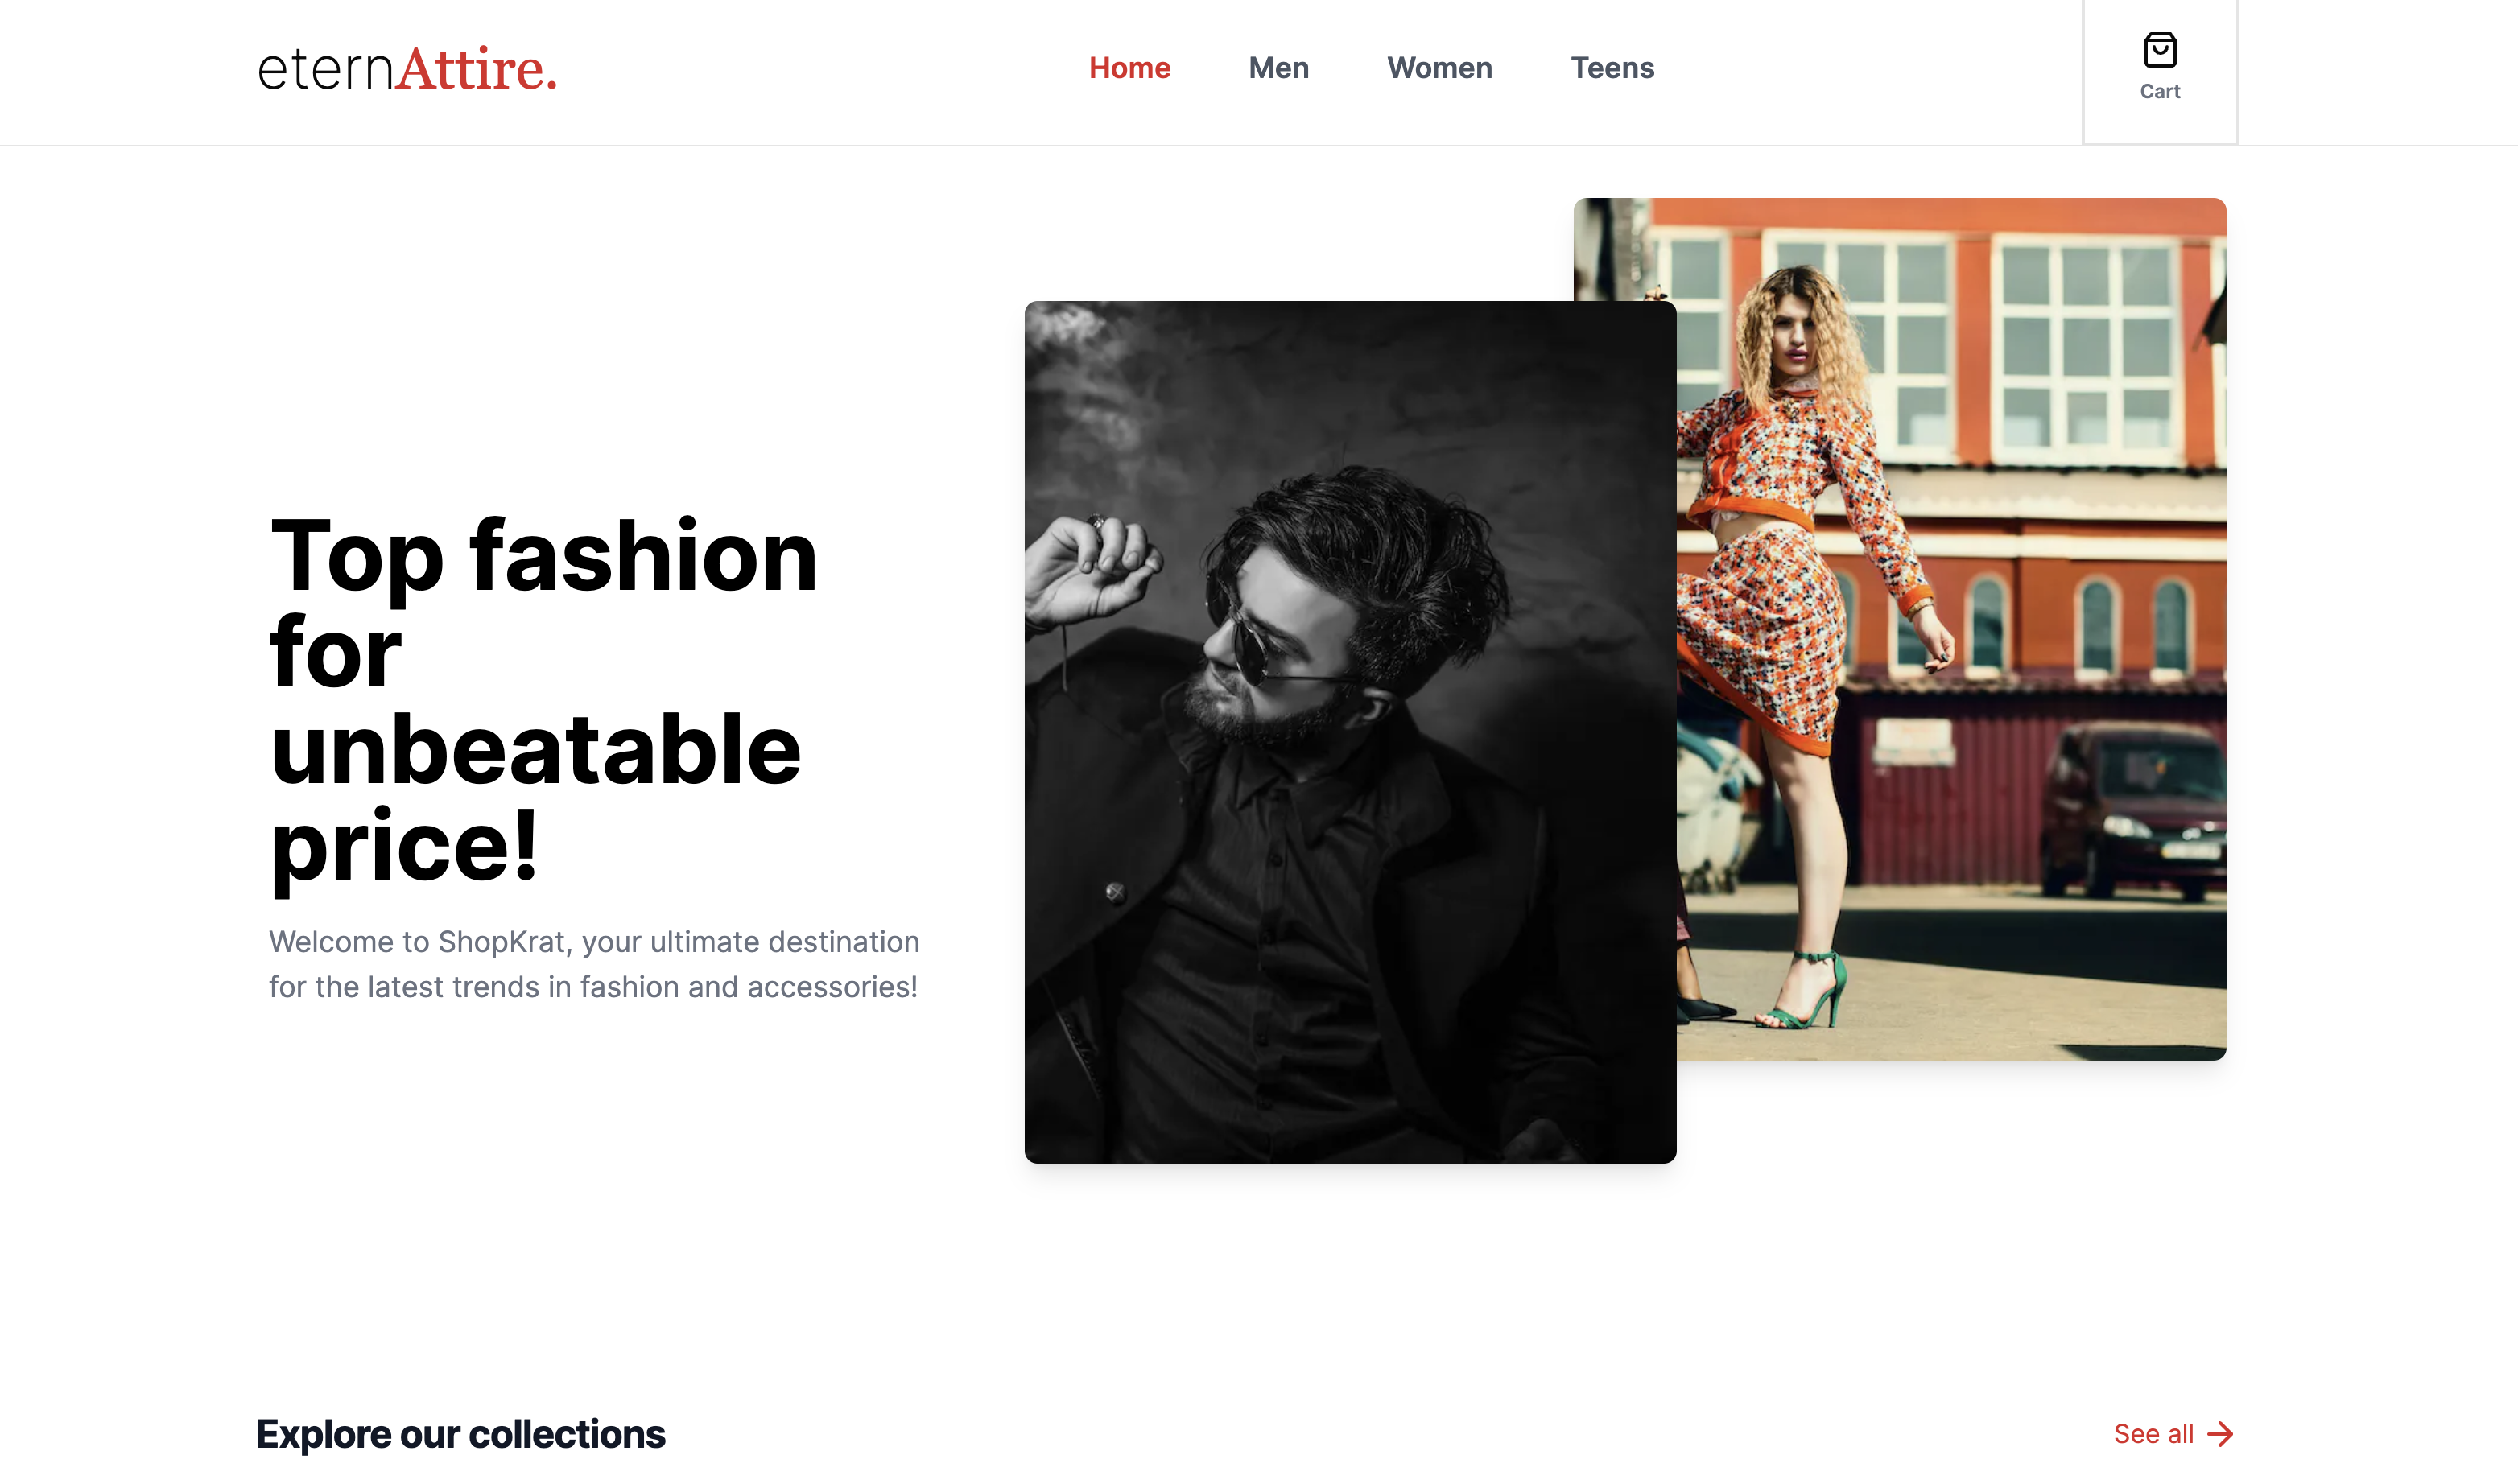 eternAttire.
Home Men Women Teens
Cart
Top fashion
for
unbeatable
price!
Welcome to ShopKrat, your ultimate destination
for the latest trends in fashion and accessories!
Explore our collections
See all